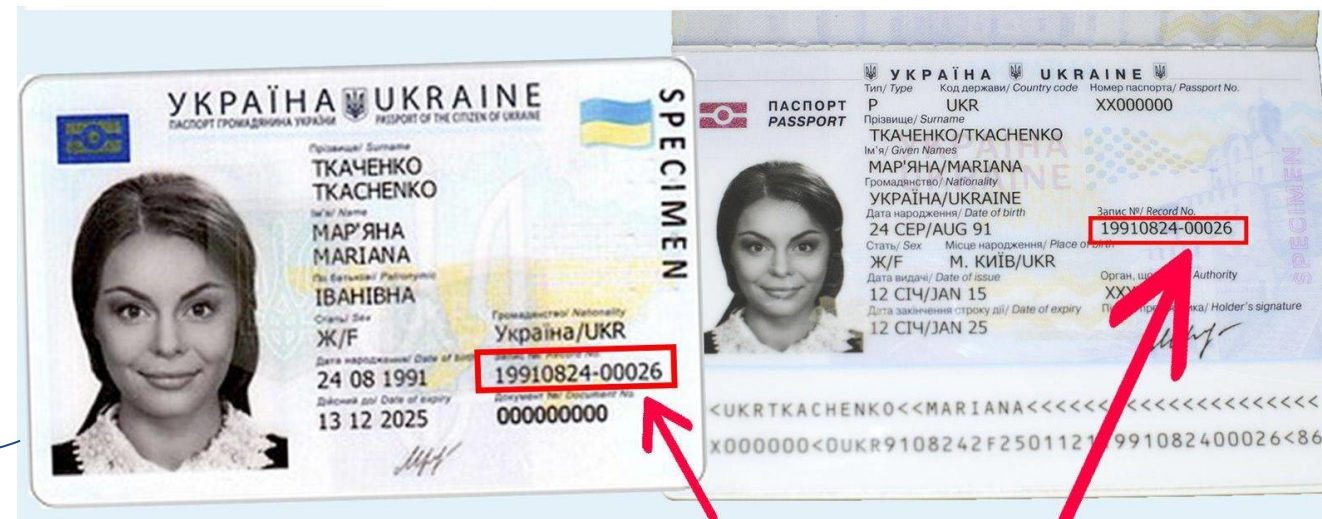 УКРАЇНА UKRAINE
ПАСПОРТ ГРОМАДЯНИНА УКРАЇНИ PASSPORT OF THE CITIZEN OF UKRAINE
SPECIMEN
Прізвище/ Surname
ТКАЧЕНКО
TKACHENKO
Ім'я/ Name
МАР'ЯНА
MARIANA
По батькові/ Patronymic
ІВАНІВНА
Стать/ Sex Громадянство/ Nationality
Ж/F Україна/UKR
Дата народження/ Date of birth Запис №/ Record No.
24 08 1991 19910824-00026
Дійсний до/ Date of expiry Документ №/ Document No.
13 12 2025 000000000
УКРАЇНА UKRAINE
ПАСПОРТ
PASSPORT
Тип/ Type Код держави/ Country code Номер паспорта/ Passport No.
P UKR XX000000
Прізвище/ Surname
ТКАЧЕНКО/TKACHENKO
Ім'я/ Given Names
МАР'ЯНА/MARIANA
Громадянство/ Nationality
УКРАЇНА/UKRAINE
Дата народження/ Date of birth Запис №/ Record No.
24 СЕР/AUG 91 19910824-00026
Стать/ Sex Місце народження/ Place of birth
Ж/F М. КИЇВ/UKR
Дата видачі/ Date of issue Орган, Authority
12 СІЧ/JAN 15
Дата закінчення строку дії/ Date of expiry Holder's signature
12 СІЧ/JAN 25
SPECIMEN
<UKRTKACHENKO<<MARIANA<<<<<<<<<<<<<<<<<<<<<